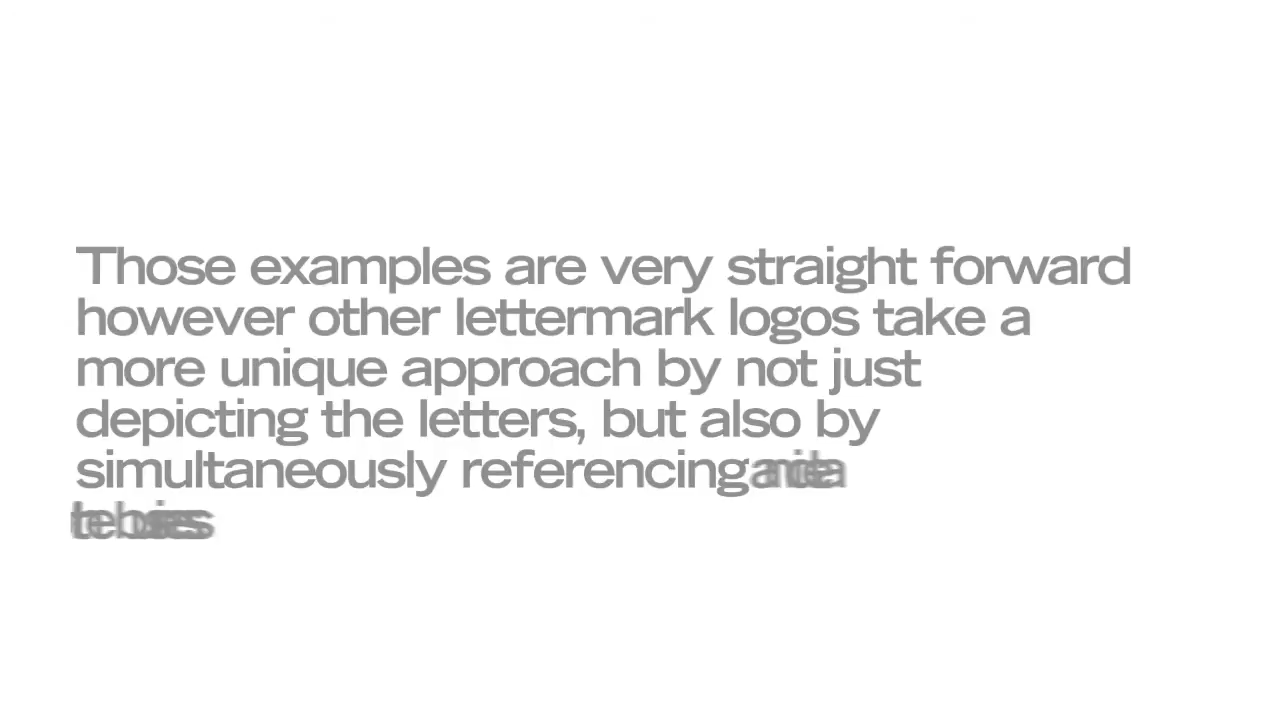 Those examples are very straight forward
however other lettermark logos take a
more unique approach by not just
depicting the letters, but also by
simultaneously referencing